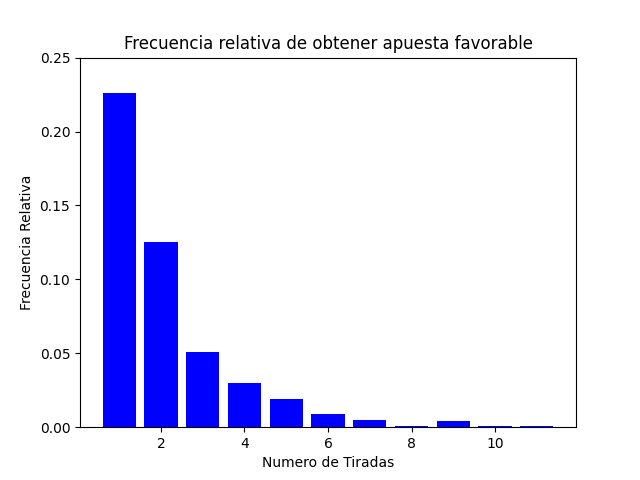 Frecuencia relativa de obtener apuesta favorable
0.25
0.20
0.15
0.10
0.05
0.00
Frecuencia Relativa
2 4 6 8 10
Numero de Tiradas